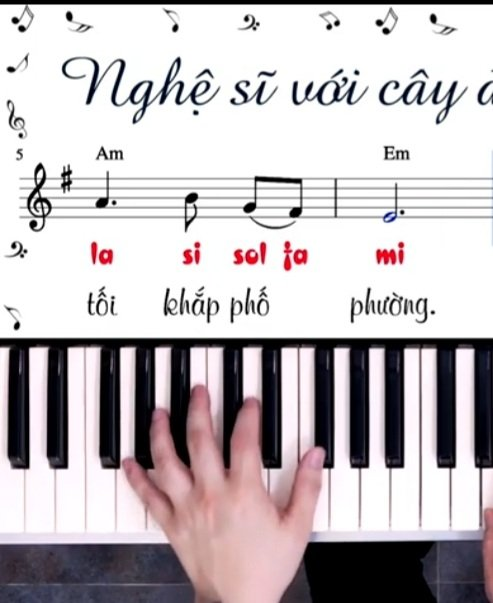 Nghệ sĩ với cây
5
Am Em
la si sol fa mi
tối khắp phố phường.